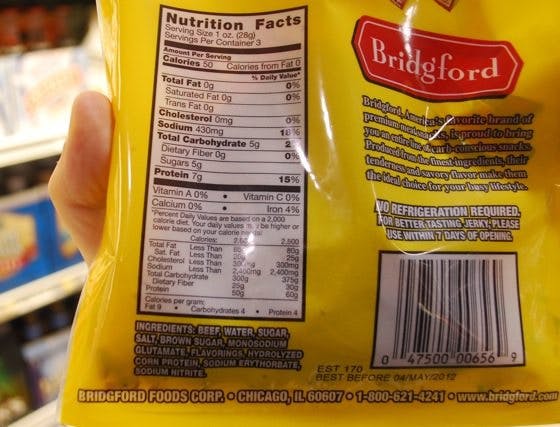 Nutrition Facts
Serving Size 1 oz. (28g)
Servings Per Container 3
Amount Per Serving
Calories 50 Calories from Fat 0
% Daily Value*
Total Fat 0g 0%
Saturated Fat 0g 0%
Trans Fat 0g
Cholesterol 0mg 0%
Sodium 430mg 18%
Total Carbohydrate 5g 2
Dietary Fiber 0g 0%
Sugars 5g
Protein 7g 15%
Vitamin A 0% • Vitamin C 0%
Calcium 0% • Iron 4%
*Percent Daily Values are based on a 2,000
calorie diet. Your daily values may be higher or
lower based on your calorie needs:
Calories: 2,500
Total Fat Less Than 80g
Sat. Fat Less Than 25g
Cholesterol Less Than 300mg
Sodium Less Than 2,400mg 2,400mg
Total Carbohydrate 300g 375g
Dietary Fiber 25g 30g
Protein 50g 60g
Calories per gram:
Fat 9 • Carbohydrates 4 • Protein 4
INGREDIENTS: BEEF, WATER, SUGAR,
SALT, BROWN SUGAR, MONOSODIUM
GLUTAMATE, FLAVORINGS, HYDROLYZED
CORN PROTEIN, SODIUM ERYTHORBATE,
SODIUM NITRITE.
Bridgford
Bridgford, America's favorite brand of
premium meat snacks, is proud to bring
you an entire line of carb-conscious snacks.
Produced from the finest ingredients, their
tenderness and savory flavor make them
the ideal choice for your busy lifestyle.
NO REFRIGERATION REQUIRED.
FOR BETTER TASTING JERKY, PLEASE
USE WITHIN 7 DAYS OF OPENING.
0 47500 00656 9
EST 170
BEST BEFORE 04/MAY/2012
BRIDGFORD FOODS CORP. • CHICAGO, IL 60607 • 1-800-621-4241 • www.bridgford.com